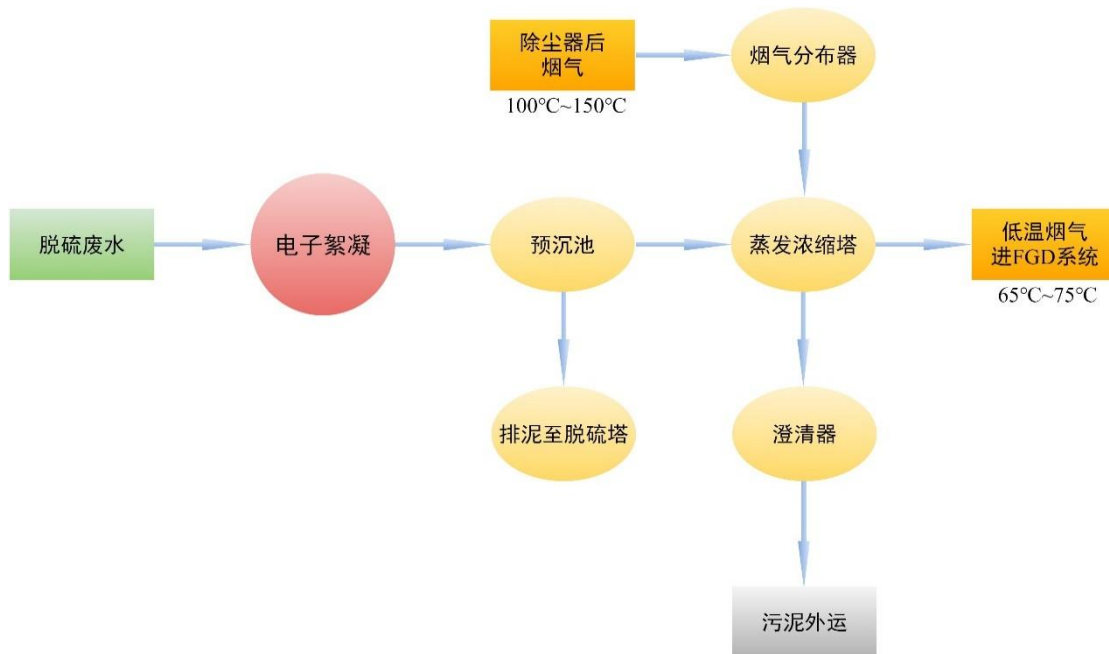 除尘器后
烟气
100℃~150℃
烟气分布器
脱硫废水
电子絮凝
预沉池
蒸发浓缩塔
低温烟气
进FGD系统
65℃~75℃
排泥至脱硫塔
澄清器
污泥外运